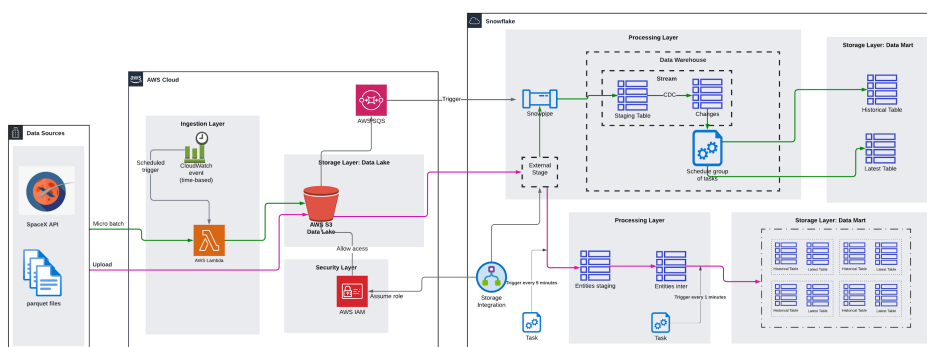 Snowflake
Processing Layer
Storage Layer: Data Mart
Data Warehouse
aws
AWS Cloud
Stream
Trigger
Snowpipe
Staging Table
CDC
Changes
Historical Table
AWS SQS
Data Sources
Ingestion Layer
CloudWatch
event
(time-based)
Scheduled
trigger
Storage Layer: Data Lake
External
Stage
Schedule group
of tasks
Latest Table
SpaceX API
Micro batch
AWS S3
Data Lake
AWS Lambda
Allow acess
Upload
parquet files
Security Layer
Assume role
AWS IAM
Storage
Integration
Trigger every 5 minutes
Task
Processing Layer
Entities staging
Entities inter
Trigger every 1 minutes
Task
Storage Layer: Data Mart
Historical Table
Latest Table
Historical Table
Latest Table
Historical Table
Latest Table
Historical Table
Latest Table